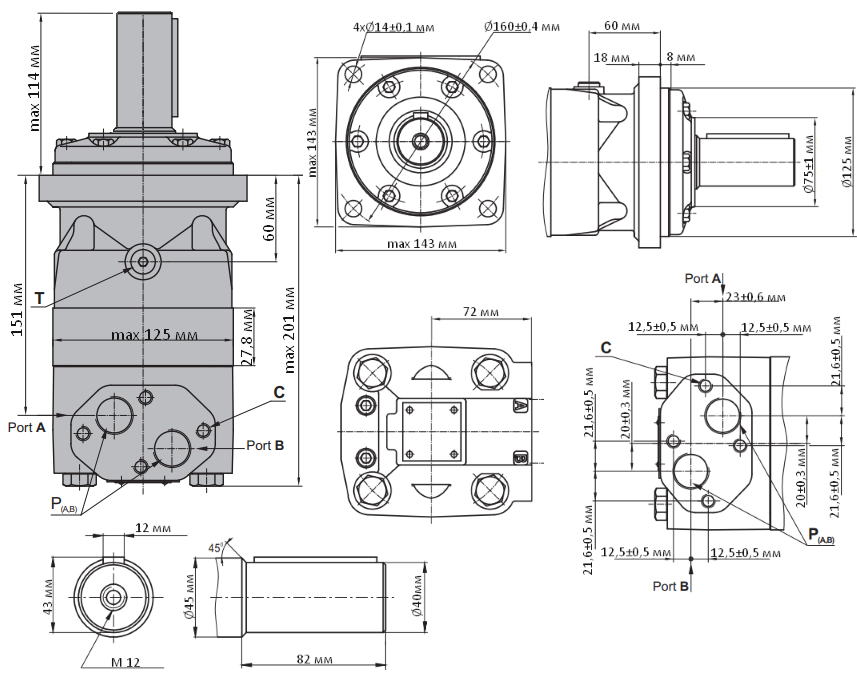 max 114 мм
151 мм
T
max 125 мм
60 мм
27,8 мм
max 201 мм
C
Port A
Port B
P(A,B)
4xØ14±0,1 мм
Ø160±0,4 мм
max 143 мм
max 143 мм
60 мм
18 мм
8 мм
Ø75±1 мм
Ø125 мм
72 мм
A
B
Port A
23±0,6 мм
12,5±0,5 мм
12,5±0,5 мм
C
21,6±0,5 мм
21,6±0,5 мм
20±0,3 мм
20±0,3 мм
21,6±0,5 мм
21,6±0,5 мм
P(A,B)
12,5±0,5 мм
12,5±0,5 мм
Port B
12 мм
43 мм
M 12
45°
Ø45 мм
Ø40мм
82 мм